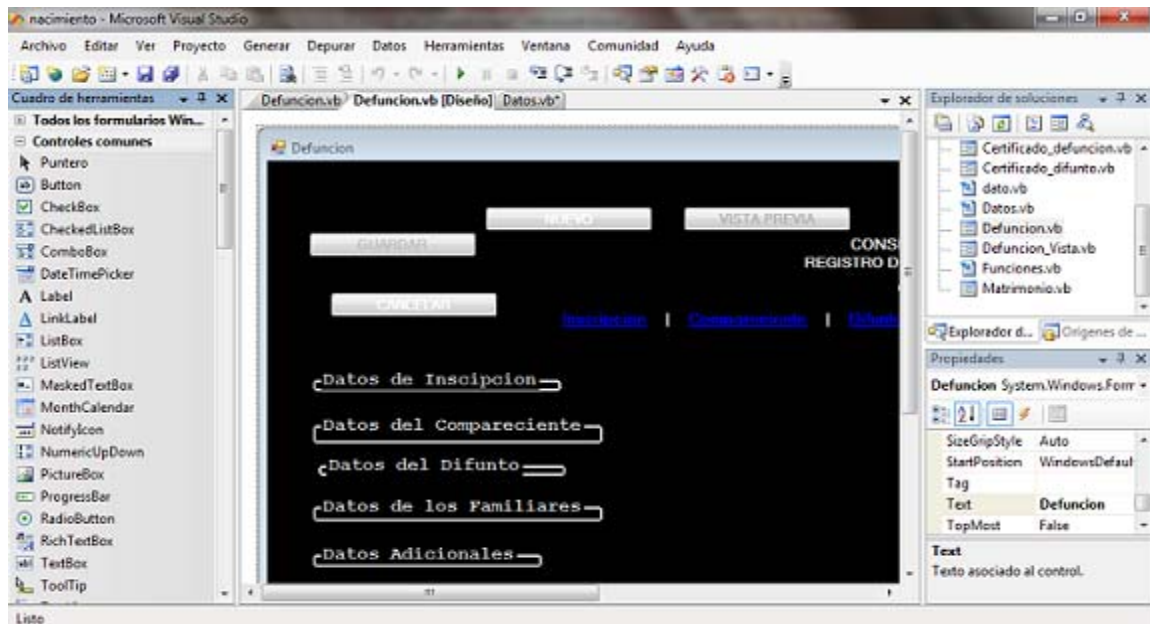 nacimiento - Microsoft Visual Studio
Archivo Editar Ver Proyecto Generar Depurar Datos Herramientas Ventana Comunidad Ayuda
Cuadro de herramientas
Todos los formularios Win...
Controles comunes
Puntero
Button
CheckBox
CheckedListBox
ComboBox
DateTimePicker
Label
LinkLabel
ListBox
ListView
MaskedTextBox
MonthCalendar
NotifyIcon
NumericUpDown
PictureBox
ProgressBar
RadioButton
RichTextBox
TextBox
ToolTip
Defuncion.vb Defuncion.vb [Diseño] Datos.vb*
Defuncion
NUEVO VISTA PREVIA
GUARDAR
CONS
REGISTRO D
CANCELAR
Inscripcion | Compareciente | Difunto
Datos de Inscipcion
Datos del Compareciente
Datos del Difunto
Datos de los Familiares
Datos Adicionales
Explorador de soluciones
Certificado_defuncion.vb
Certificado_difunto.vb
dato.vb
Datos.vb
Defuncion.vb
Defuncion_Vista.vb
Funciones.vb
Matrimonio.vb
Explorador d... Orígenes de ...
Propiedades
Defuncion System.Windows.Form
SizeGripStyle Auto
StartPosition WindowsDefault
Tag
Text Defuncion
TopMost False
Text
Texto asociado al control.
Listo